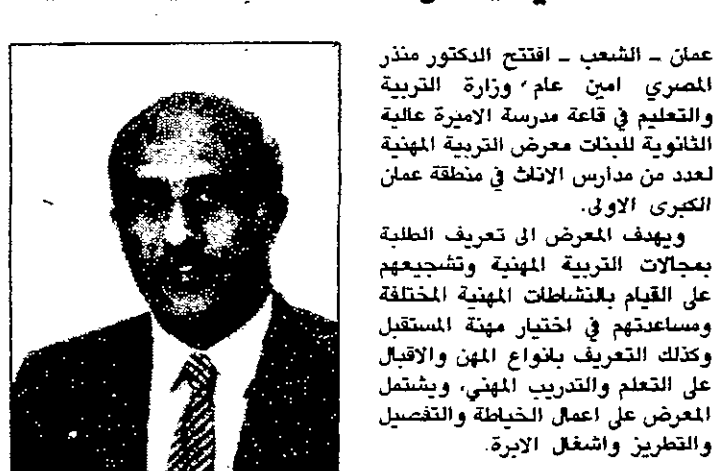 عمان ـ الشعب ـ افتتح الدكتور منذر
المصري امين عام وزارة التربية
والتعليم في قاعة مدرسة الاميرة عالية
الثانوية للبنات معرض التربية المهنية
لعدد من مدارس الاناث في منطقة عمان
الكبرى الاولى.
ويهدف المعرض الى تعريف الطلبة
بمجالات التربية المهنية وتشجيعهم
على القيام بالنشاطات المهنية المختلفة
ومساعدتهم في اختيار مهنة المستقبل
وكذلك التعريف بانواع المهن والاقبال
على التعلم والتدريب المهني، ويشتمل
المعرض على اعمال الخياطة والتفصيل
والتطريز واشغال الابرة.